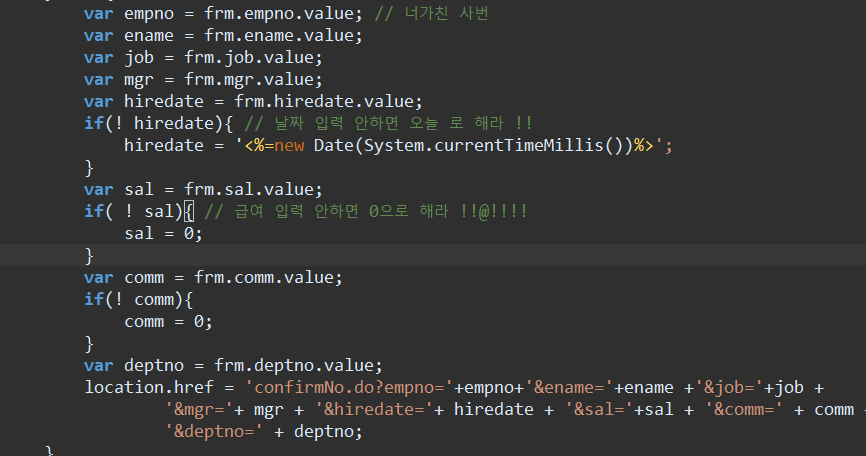 var empno = frm.empno.value; // 너가친 사번
var ename = frm.ename.value;
var job = frm.job.value;
var mgr = frm.mgr.value;
var hiredate = frm.hiredate.value;
if(! hiredate){ // 날짜 입력 안하면 오늘 로 해라 !!
hiredate = '<%=new Date(System.currentTimeMillis())%>';
}
var sal = frm.sal.value;
if( ! sal){ // 급여 입력 안하면 0으로 해라 !!@!!!!
sal = 0;
}
var comm = frm.comm.value;
if(! comm){
comm = 0;
}
var deptno = frm.deptno.value;
location.href = 'confirmNo.do?empno='+empno+'&ename='+ename +'&job='+job +
'&mgr='+ mgr + '&hiredate='+ hiredate + '&sal='+sal + '&comm=' + comm +
'&deptno=' + deptno;
}